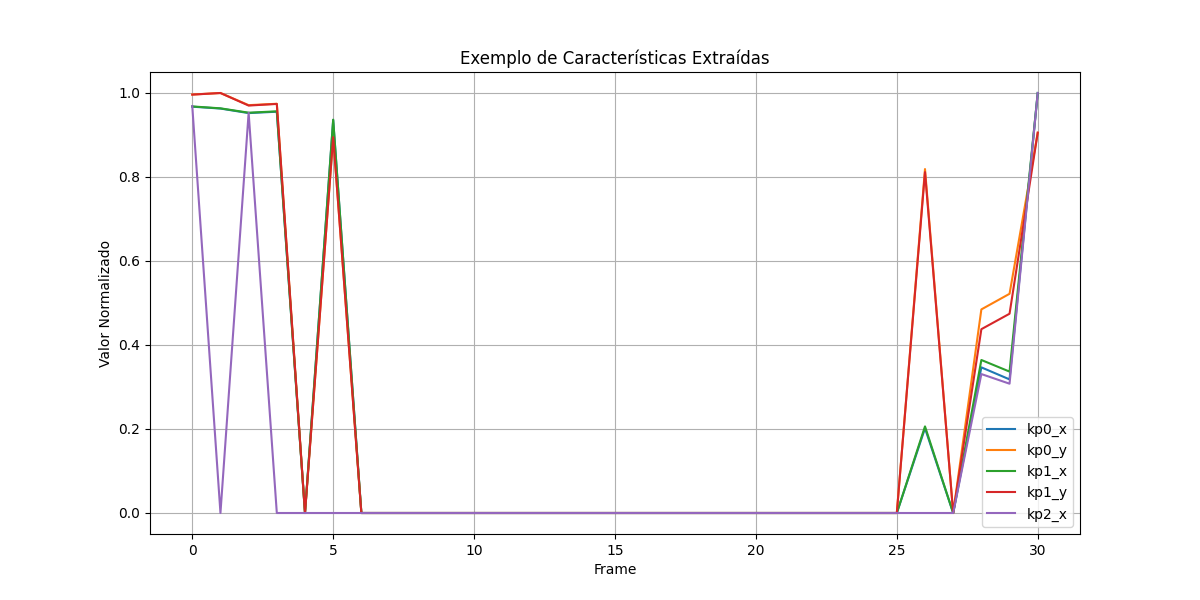 Exemplo de Características Extraídas
Valor Normalizado
1.0
0.8
0.6
0.4
0.2
0.0
0 5 10 15 20 25 30
Frame
kp0_x
kp0_y
kp1_x
kp1_y
kp2_x